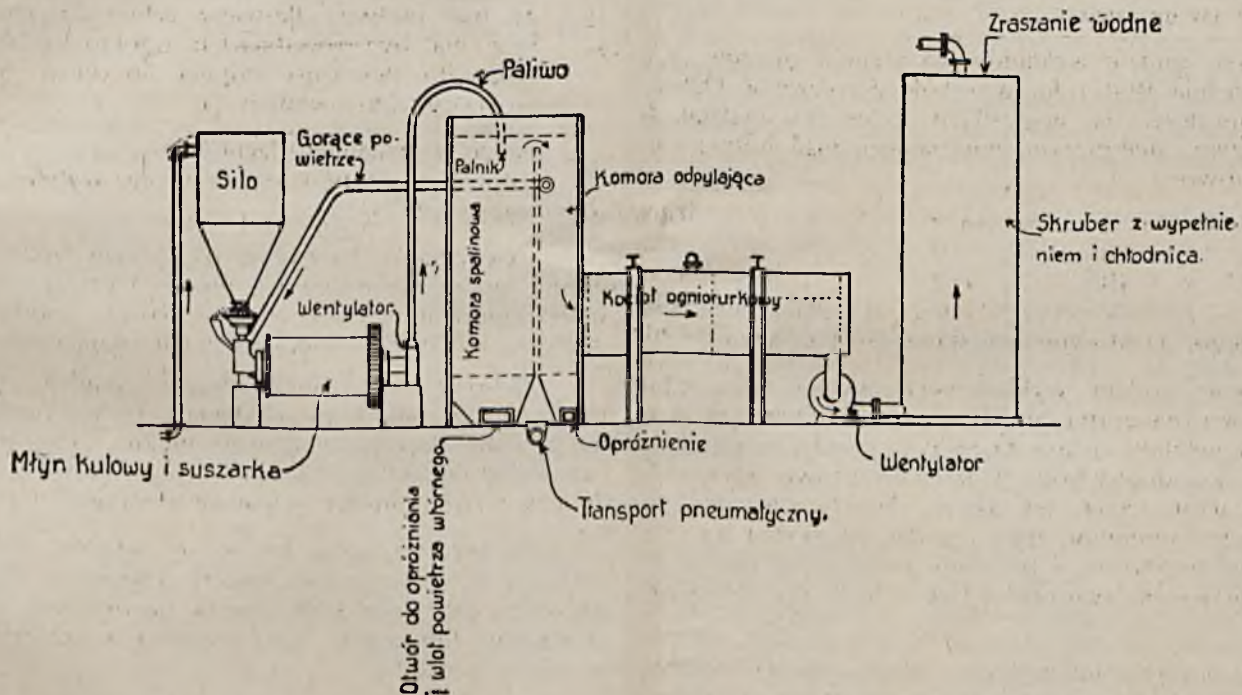 Zraszanie wodne
Paliwo
Gorące po-
wietrze
Silo
Palnik
Komora odpylająca
Komora spalinowa
Skruber z wypełnie-
niem i chłodnica.
Wentylator
Kocioł ogniorurkowy
Opróżnienie
Młyn kulowy i suszarka
Wentylator
Transport pneumatyczny.
Otwór do opróżniania
i wlot powietrza wtórnego